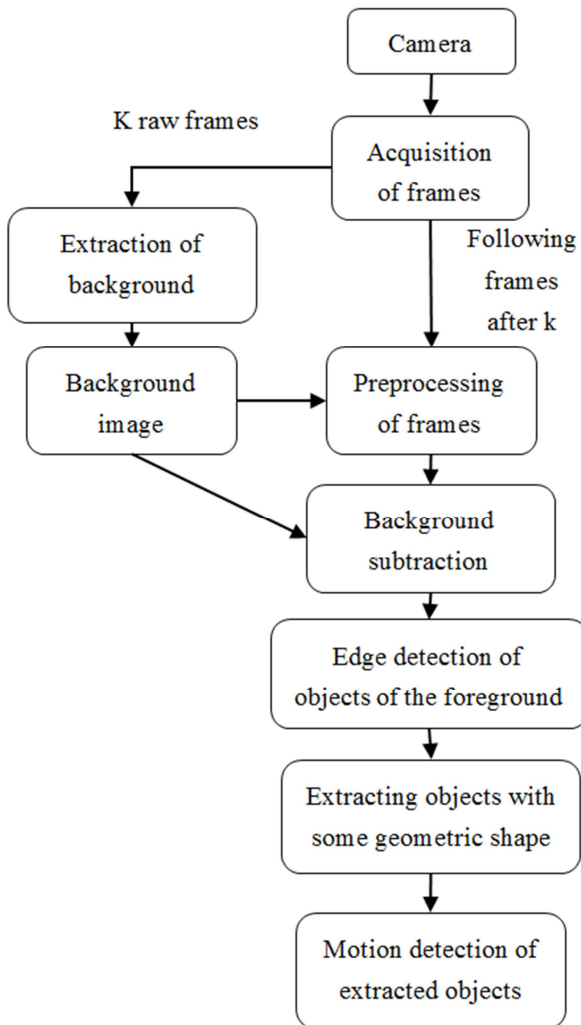 Camera
K raw frames
Acquisition
of frames
Extraction of
background
Following
frames
after k
Background
image
Preprocessing
of frames
Background
subtraction
Edge detection of
objects of the foreground
Extracting objects with
some geometric shape
Motion detection of
extracted objects